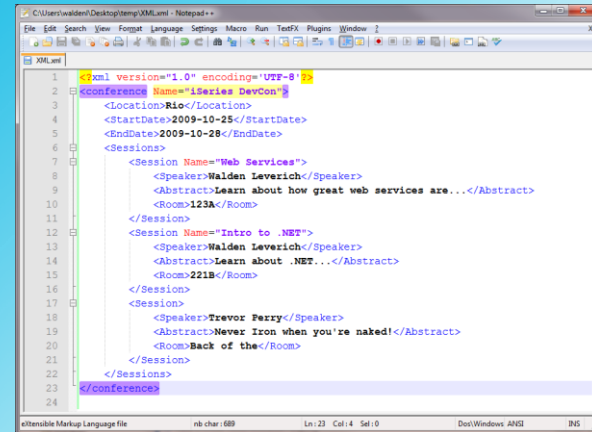 C:\Users\waldenl\Desktop\temp\XML.xml - Notepad++
File Edit Search View Format Language Settings Macro Run TextFX Plugins Window ? X
XML.xml
1 <?xml version="1.0" encoding='UTF-8'?>
2 <conference Name="iSeries DevCon">
3 <Location>Rio</Location>
4 <StartDate>2009-10-25</StartDate>
5 <EndDate>2009-10-28</EndDate>
6 <Sessions>
7 <Session Name="Web Services">
8 <Speaker>Walden Leverich</Speaker>
9 <Abstract>Learn about how great web services are...</Abstract>
10 <Room>123A</Room>
11 </Session>
12 <Session Name="Intro to .NET">
13 <Speaker>Walden Leverich</Speaker>
14 <Abstract>Learn about .NET...</Abstract>
15 <Room>221B</Room>
16 </Session>
17 <Session>
18 <Speaker>Trevor Perry</Speaker>
19 <Abstract>Never Iron when you're naked!</Abstract>
20 <Room>Back of the</Room>
21 </Session>
22 </Sessions>
23 </conference>
24
eXtensible Markup Language file nb char : 689 Ln : 23 Col : 4 Sel : 0 Dos\Windows ANSI INS